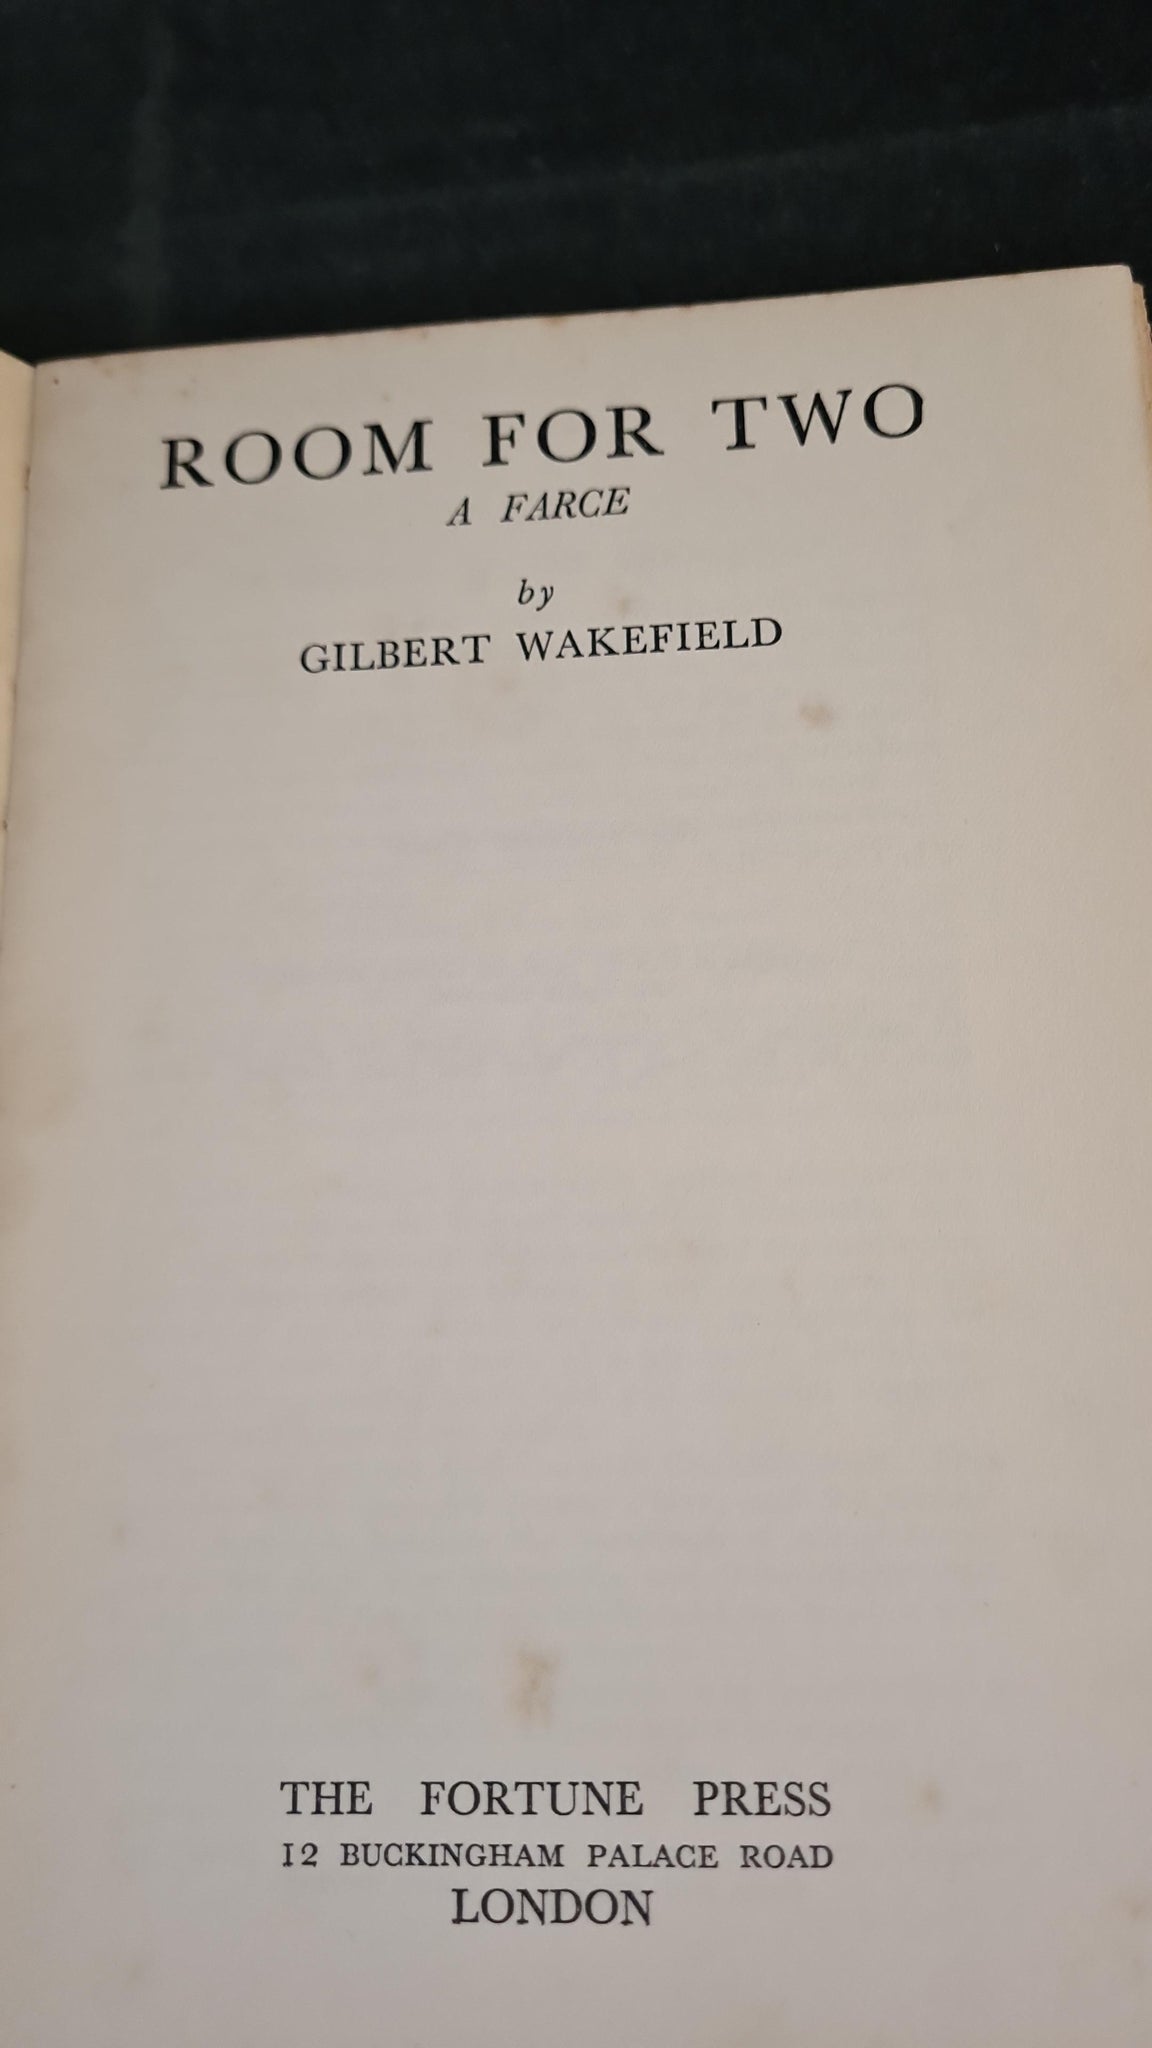 ROOM FOR TWO
A FARCE
by
GILBERT WAKEFIELD
THE FORTUNE PRESS
12 BUCKINGHAM PALACE ROAD
LONDON